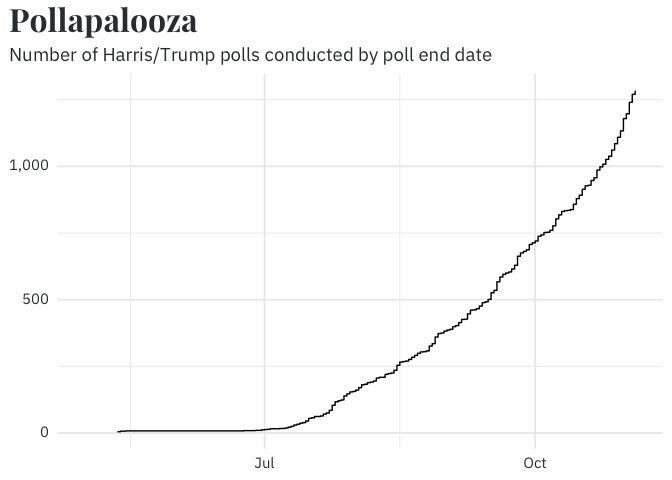 Pollapalooza
Number of Harris/Trump polls conducted by poll end date
1,000
500
0
Jul Oct